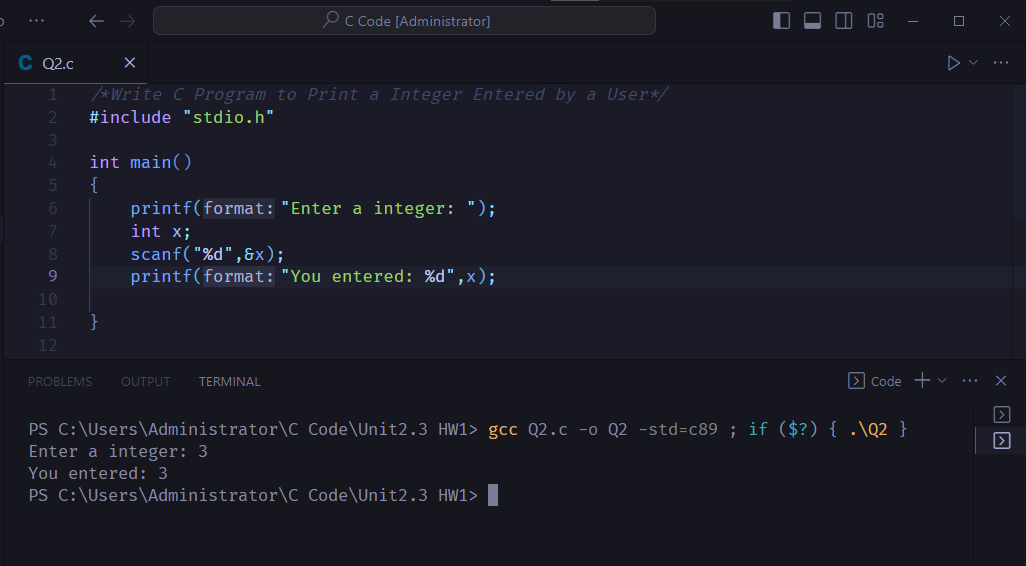 C Code [Administrator]
C Q2.c
1 /*Write C Program to Print a Integer Entered by a User*/
2 #include "stdio.h"
3
4 int main()
5 {
6 printf(format:"Enter a integer: ");
7 int x;
8 scanf("%d",&x);
9 printf(format:"You entered: %d",x);
10
11 }
12
PROBLEMS OUTPUT TERMINAL Code
PS C:\Users\Administrator\C Code\Unit2.3 HW1> gcc Q2.c -o Q2 -std=c89 ; if ($?) { .\Q2 }
Enter a integer: 3
You entered: 3
PS C:\Users\Administrator\C Code\Unit2.3 HW1>